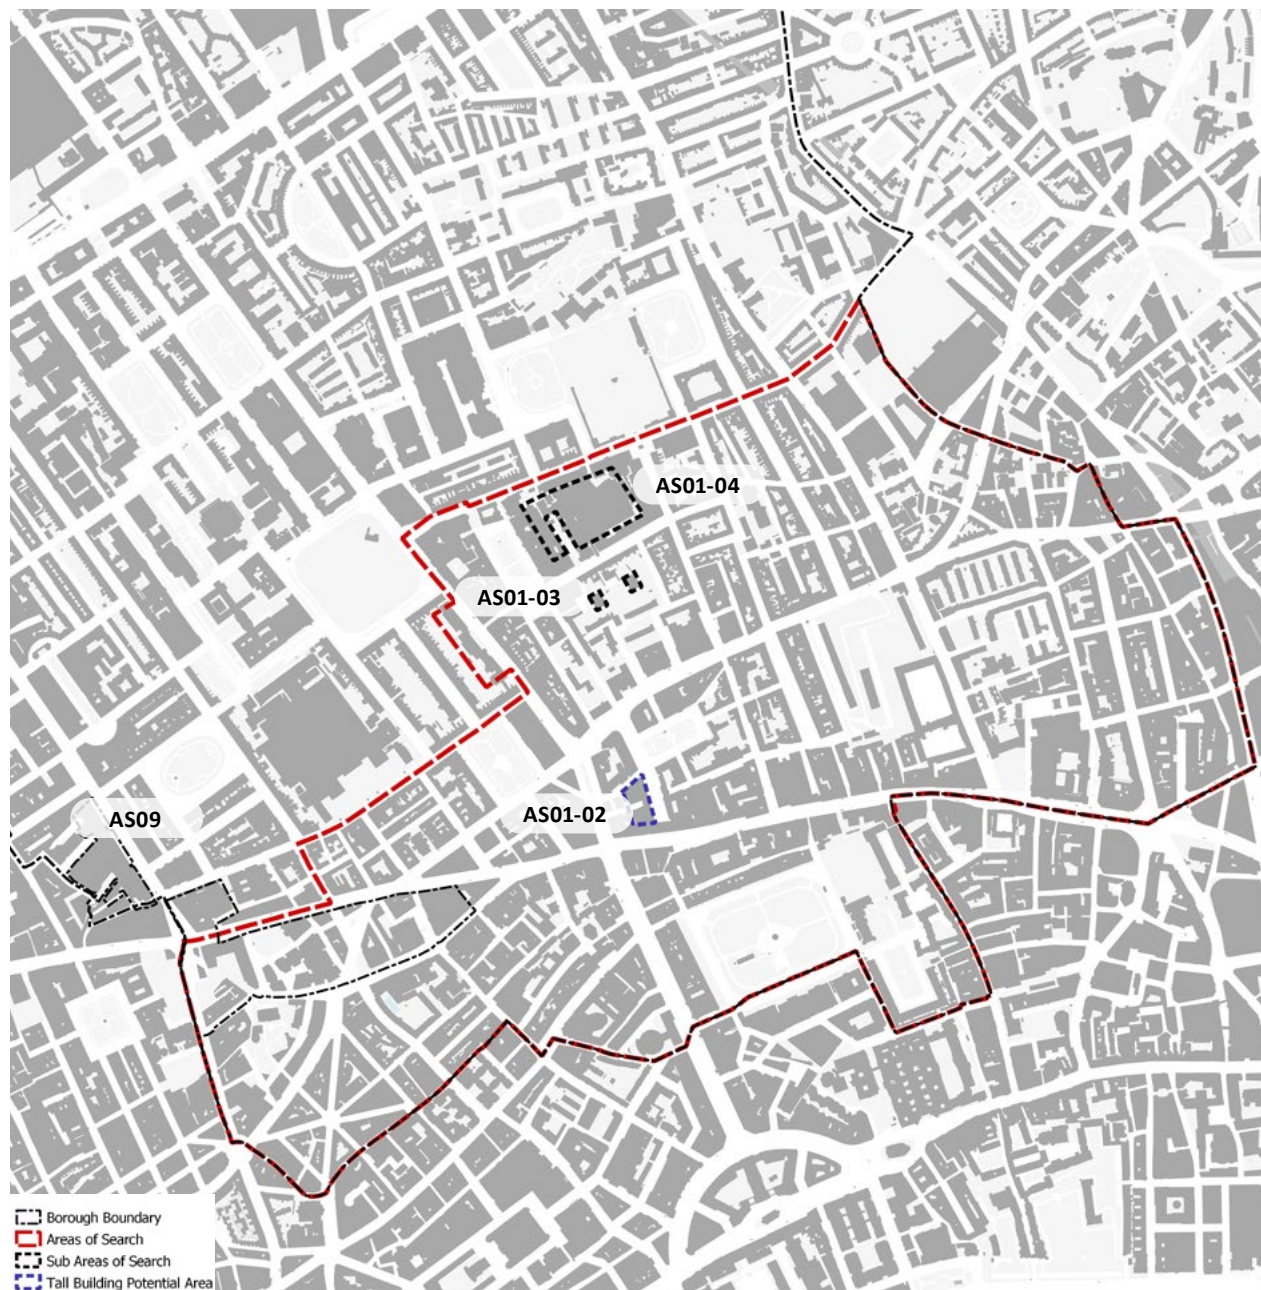 AS01-04
AS01-03
AS01-02
AS09
Borough Boundary
Areas of Search
Sub Areas of Search
Tall Building Potential Area